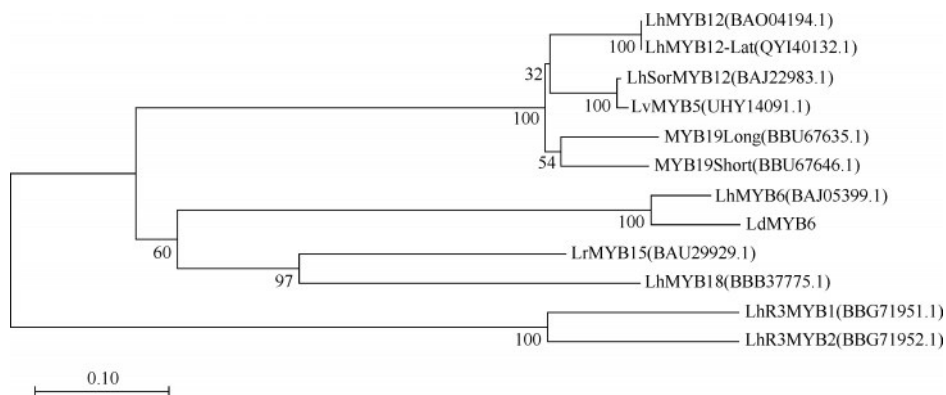 LhMYB12(BAO04194.1)
100
LhMYB12-Lat(QYI40132.1)
32
LhSorMYB12(BAJ22983.1)
100
100
LvMYB5(UHY14091.1)
MYB19Long(BBU67635.1)
54
MYB19Short(BBU67646.1)
LhMYB6(BAJ05399.1)
100
LdMYB6
60
LrMYB15(BAU29929.1)
97
LhMYB18(BBB37775.1)
LhR3MYB1(BBG71951.1)
100
LhR3MYB2(BBG71952.1)
0.10